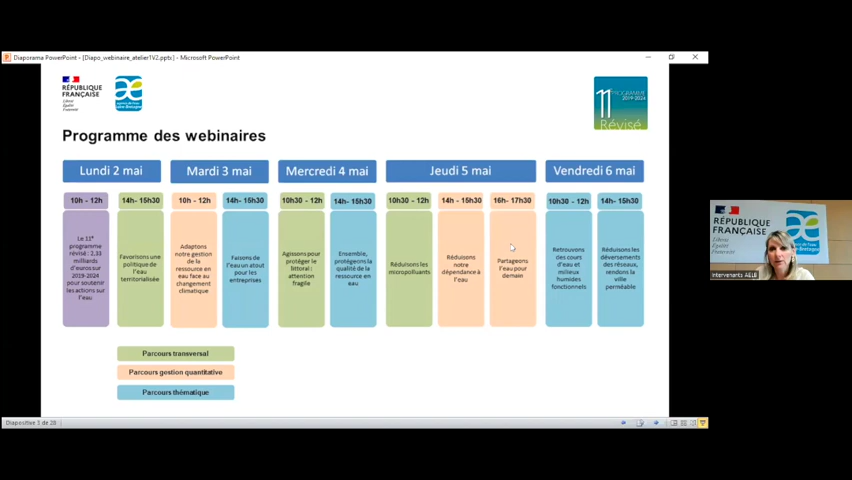 Diaporama PowerPoint - [Diapo_webinaire_atelier1V2.pptx] - Microsoft PowerPoint
RÉPUBLIQUE
FRANÇAISE
Liberté
Égalité
Fraternité
11
PROGRAMME
2019-2024
Révisé
Programme des webinaires
Lundi 2 mai
Mardi 3 mai
Mercredi 4 mai
Jeudi 5 mai
Vendredi 6 mai
10h - 12h
14h- 15h30
10h - 12h
14h- 15h30
10h30 - 12h
14h- 15h30
10h30 - 12h
14h - 15h30
16h- 17h30
10h30 - 12h
14h- 15h30
Le 11e
programme
révisé : 2,33
milliards
d'euros sur
2019-2024
pour soutenir
les actions sur
l'eau
Favorisons une
politique de
l'eau
territorialisée
Adaptons
notre gestion
de la
ressource en
eau face au
changement
climatique
Faisons de
l'eau un atout
pour les
entreprises
Agissons pour
protéger le
littoral :
attention
fragile
Ensemble,
protégeons la
qualité de la
ressource en
eau
Réduisons les
micropolluants
Réduisons
notre
dépendance à
l'eau
Partageons
l'eau pour
demain
Retrouvons
des cours
d'eau et
milieux
humides
fonctionnels
Réduisons les
déversements
des réseaux,
rendons la
ville
perméable
Parcours transversal
Parcours gestion quantitative
Parcours thématique
Diapositive 5 de 28
RÉPUBLIQUE
FRANÇAISE
Intervenants AELB